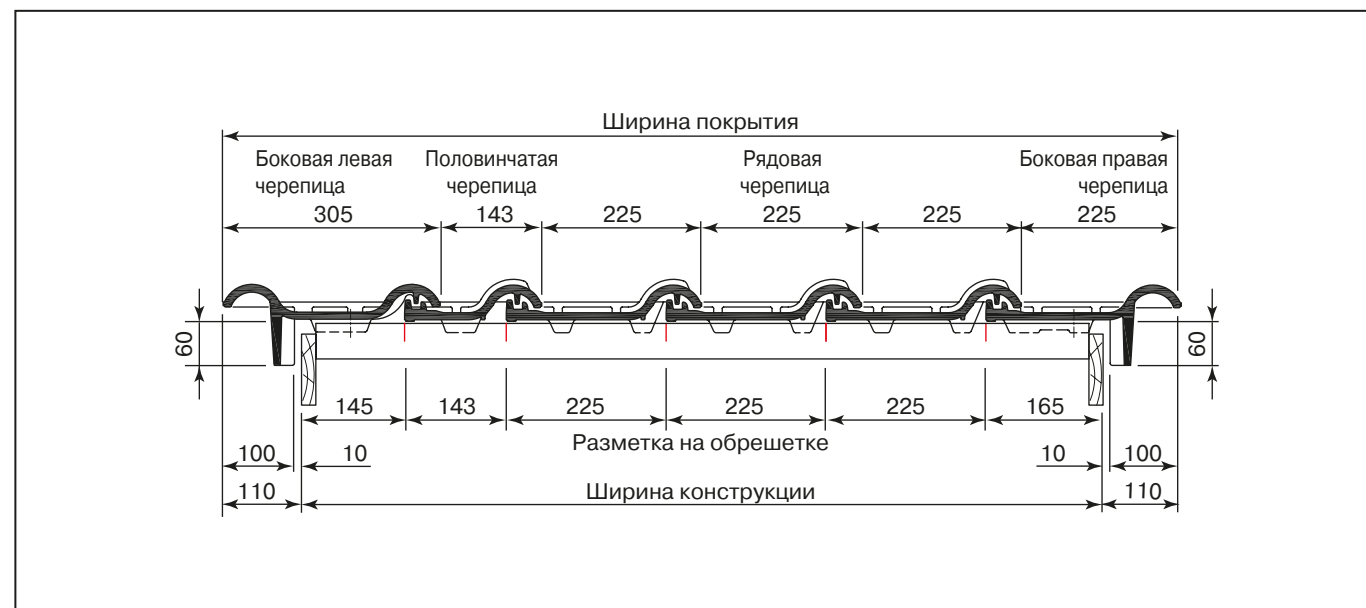 Ширина покрытия
Боковая левая черепица
Половинчатая черепица
Рядовая черепица
Боковая правая черепица
305 143 225 225 225 225
60 60
145 143 225 225 225 165
Разметка на обрешетке
100 10 10 100
110 Ширина конструкции 110